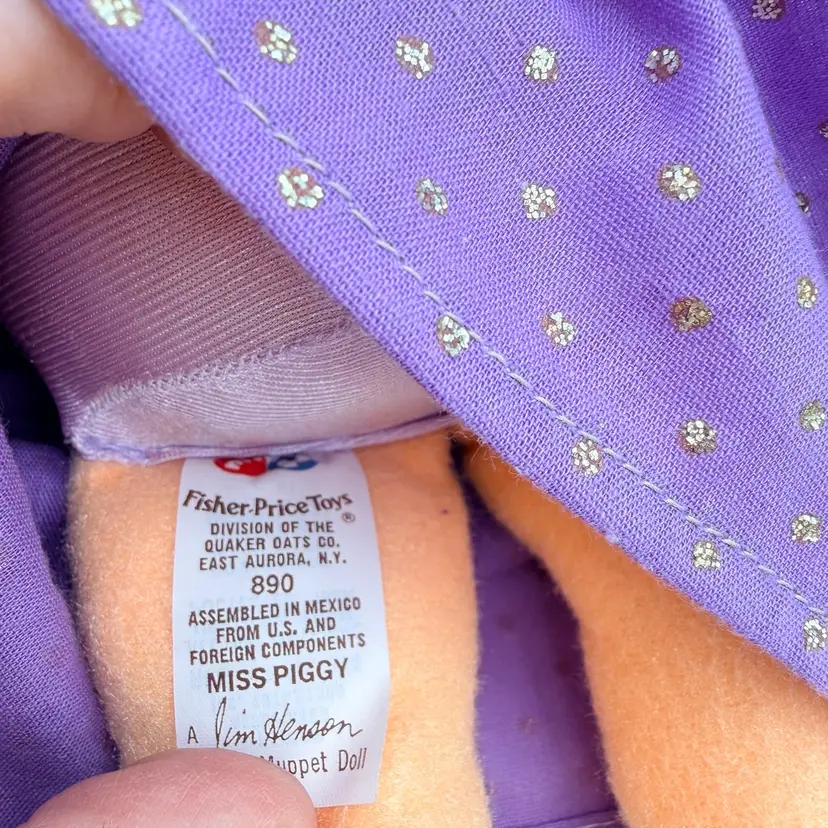 Fisher-Price Toys ®
DIVISION OF THE
QUAKER OATS CO.
EAST AURORA, N.Y.
890
ASSEMBLED IN MEXICO
FROM U.S. AND
FOREIGN COMPONENTS
MISS PIGGY
A Jim Henson
Muppet Doll